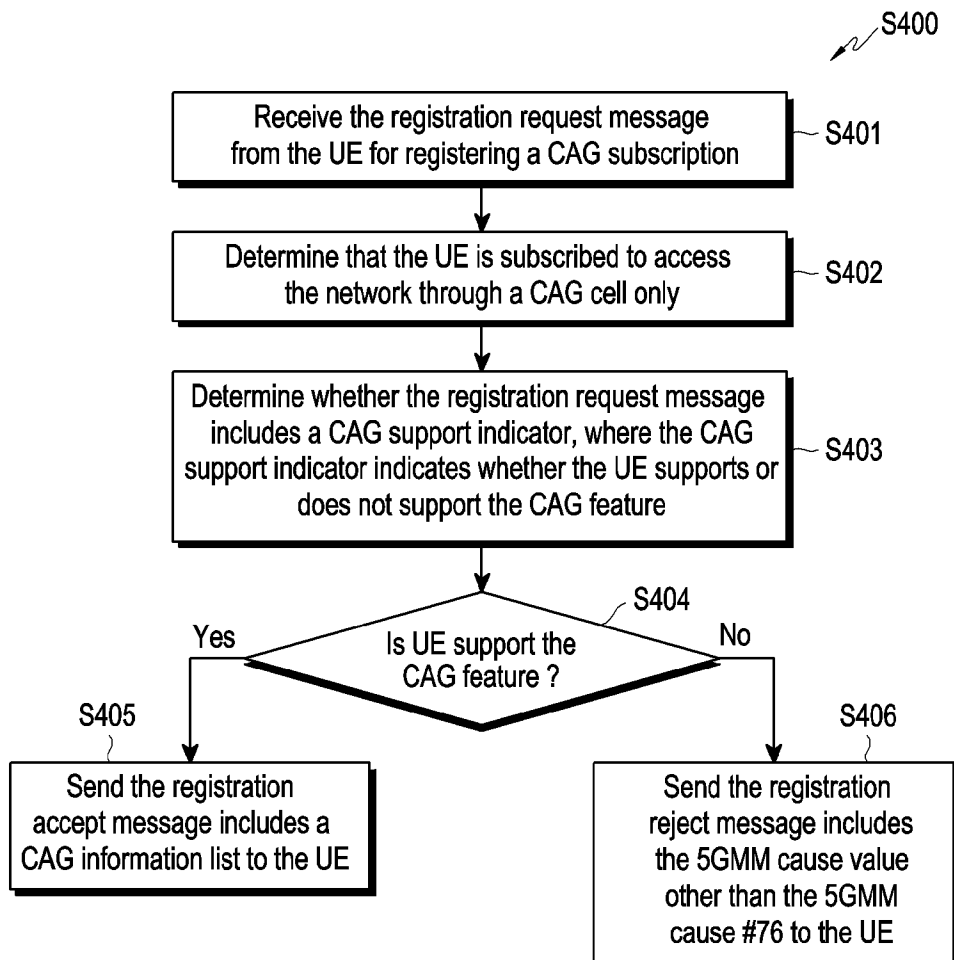 S400
Receive the registration request message
from the UE for registering a CAG subscription
S401
Determine that the UE is subscribed to access
the network through a CAG cell only
S402
Determine whether the registration request message
includes a CAG support indicator, where the CAG
support indicator indicates whether the UE supports or
does not support the CAG feature
S403
S404
Yes
Is UE support the
CAG feature ?
No
S405
Send the registration
accept message includes a
CAG information list to the UE
S406
Send the registration
reject message includes
the 5GMM cause value
other than the 5GMM
cause #76 to the UE